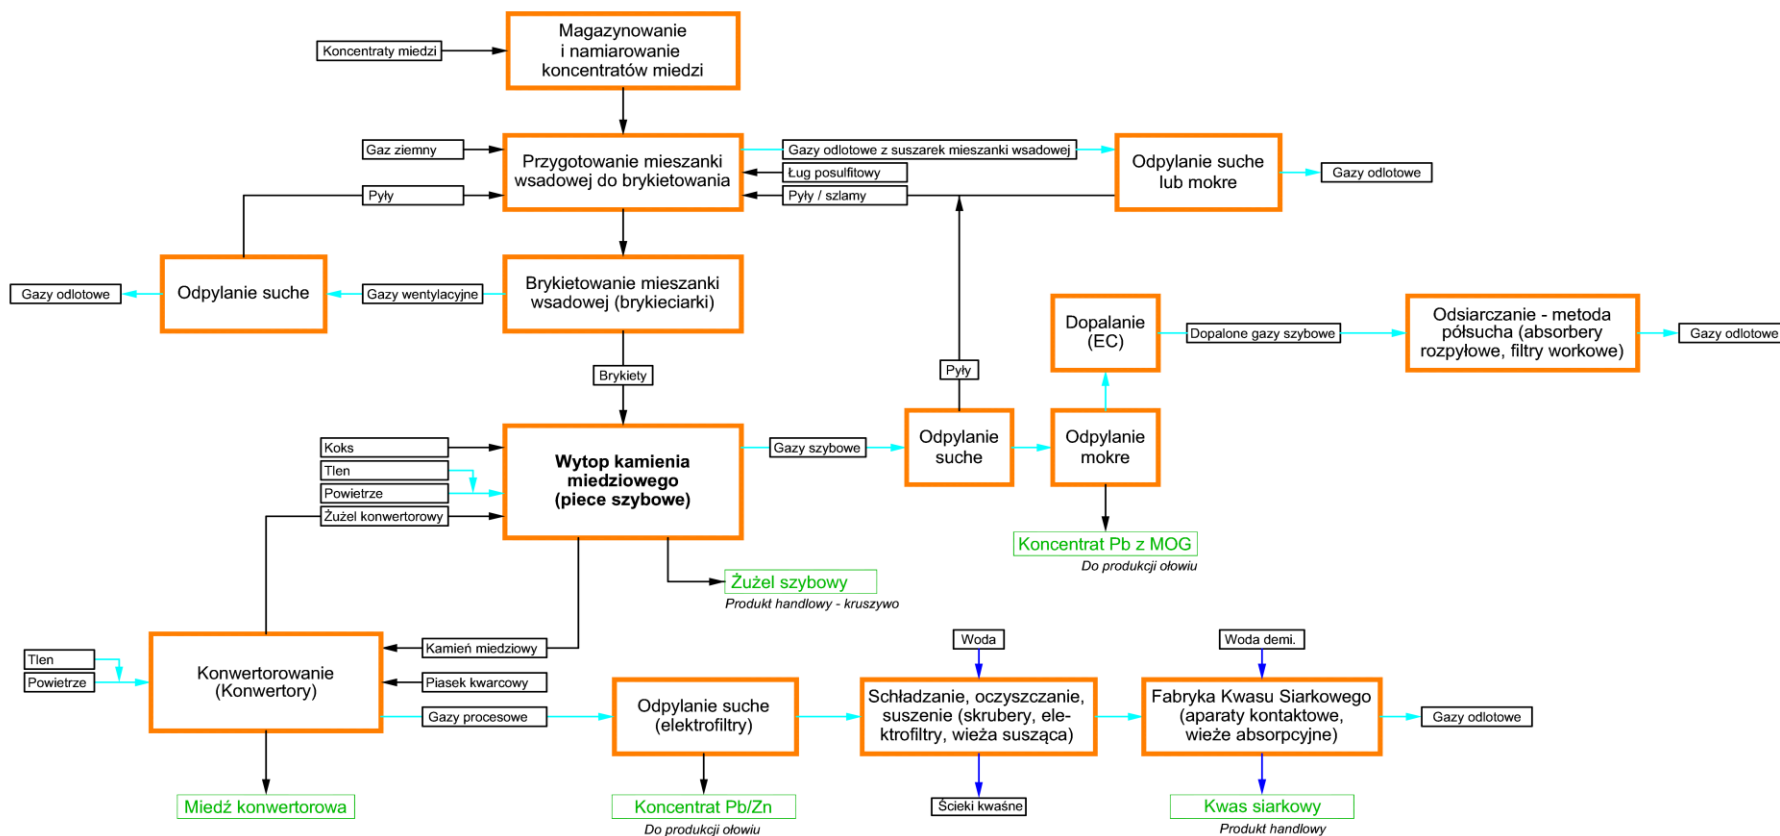 Magazynowanie
i namiarowanie
koncentratów miedzi
Koncentraty miedzi
Gaz ziemny
Przygotowanie mieszanki
wsadowej do brykietowania
Gazy odlotowe z suszarek mieszanki wsadowej
Ług posulfitowy
Pyły / szlamy
Odpylanie suche
lub mokre
Gazy odlotowe
Pyły
Gazy odlotowe
Odpylanie suche
Gazy wentylacyjne
Brykietowanie mieszanki
wsadowej (brykieciarki)
Dopalanie
(EC)
Dopalone gazy szybowe
Odsiarczanie - metoda
półsucha (absorbery
rozpyłowe, filtry workowe)
Gazy odlotowe
Brykiety
Pyły
Koks
Tlen
Powietrze
Żużel konwertorowy
Wytop kamienia
miedziowego
(piece szybowe)
Gazy szybowe
Odpylanie
suche
Odpylanie
mokre
Koncentrat Pb z MOG
Do produkcji ołowiu
Żużel szybowy
Produkt handlowy - kruszywo
Tlen
Powietrze
Konwertorowanie
(Konwertory)
Kamień miedziowy
Piasek kwarcowy
Gazy procesowe
Odpylanie suche
(elektrofiltry)
Woda
Schładzanie, oczyszczanie,
suszenie (skrubery, ele-
ktrofiltry, wieża susząca)
Woda demi.
Fabryka Kwasu Siarkowego
(aparaty kontaktowe,
wieże absorpcyjne)
Gazy odlotowe
Miedź konwertorowa
Koncentrat Pb/Zn
Do produkcji ołowiu
Ścieki kwaśne
Kwas siarkowy
Produkt handlowy